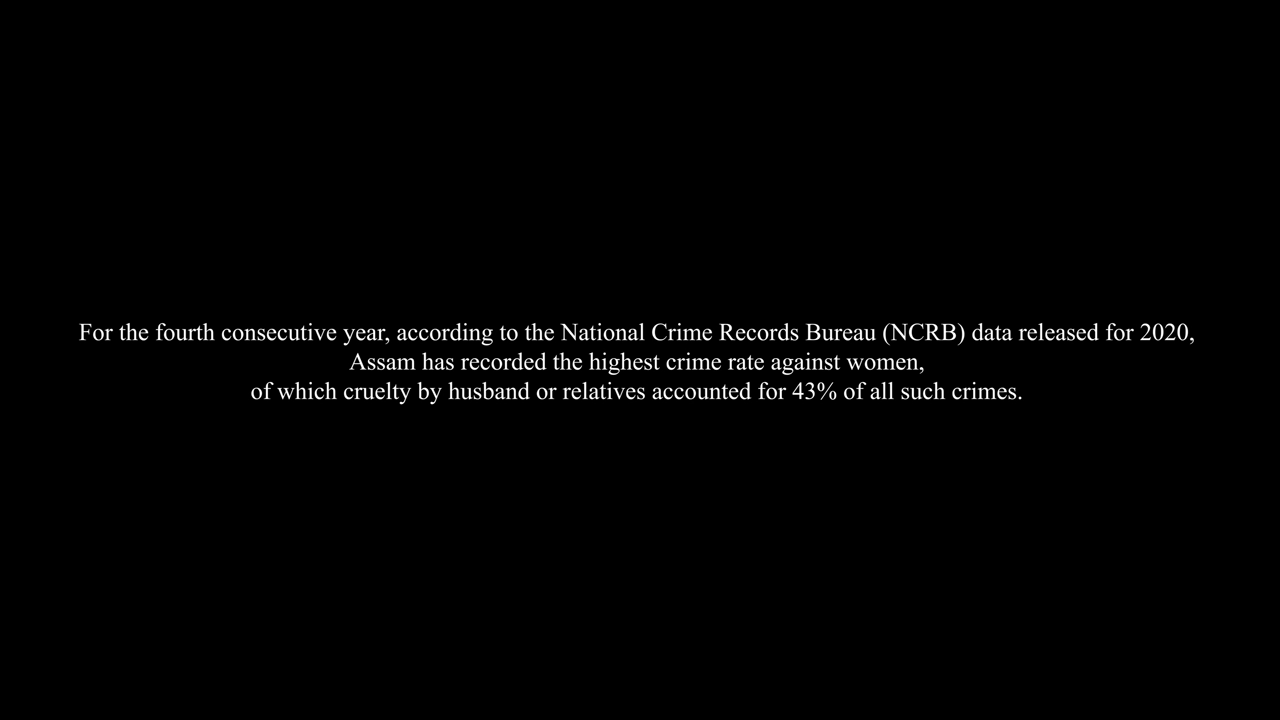 For the fourth consecutive year, according to the National Crime Records Bureau (NCRB) data released for 2020,
Assam has recorded the highest crime rate against women,
of which cruelty by husband or relatives accounted for 43% of all such crimes.